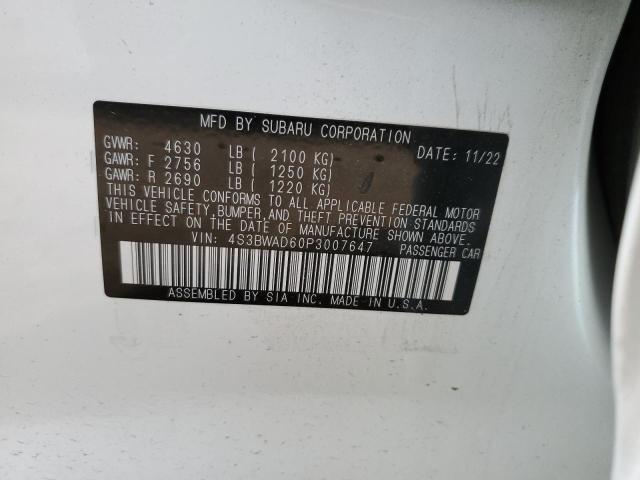 MFD BY SUBARU CORPORATION
GVWR: 4630 LB ( 2100 KG) DATE: 11/22
GAWR: F 2756 LB ( 1250 KG)
GAWR: R 2690 LB ( 1220 KG)
THIS VEHICLE CONFORMS TO ALL APPLICABLE FEDERAL MOTOR
VEHICLE SAFETY, BUMPER, AND THEFT PREVENTION STANDARDS
IN EFFECT ON THE DATE OF MANUFACTURE SHOWN ABOVE.
VIN: 4S3BWAD60P3007647 PASSENGER CAR
ASSEMBLED BY SIA INC. MADE IN U.S.A.